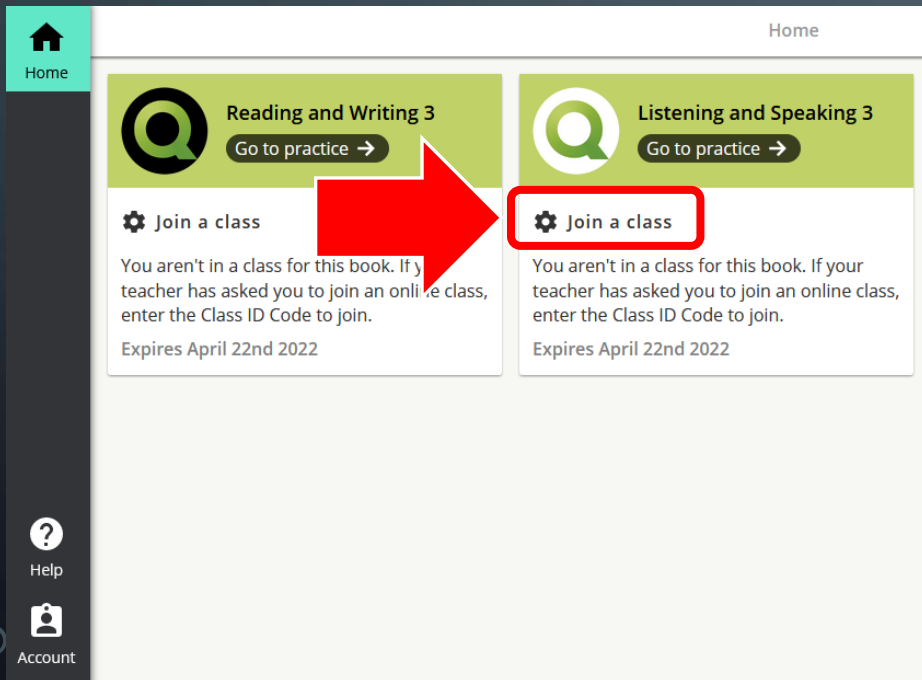 Home
Home
Reading and Writing 3
Go to practice
Join a class
You aren't in a class for this book. If
teacher has asked you to join an online class,
enter the Class ID Code to join.
Expires April 22nd 2022
Listening and Speaking 3
Go to practice
Join a class
You aren't in a class for this book. If your
teacher has asked you to join an online class,
enter the Class ID Code to join.
Expires April 22nd 2022
Help
Account